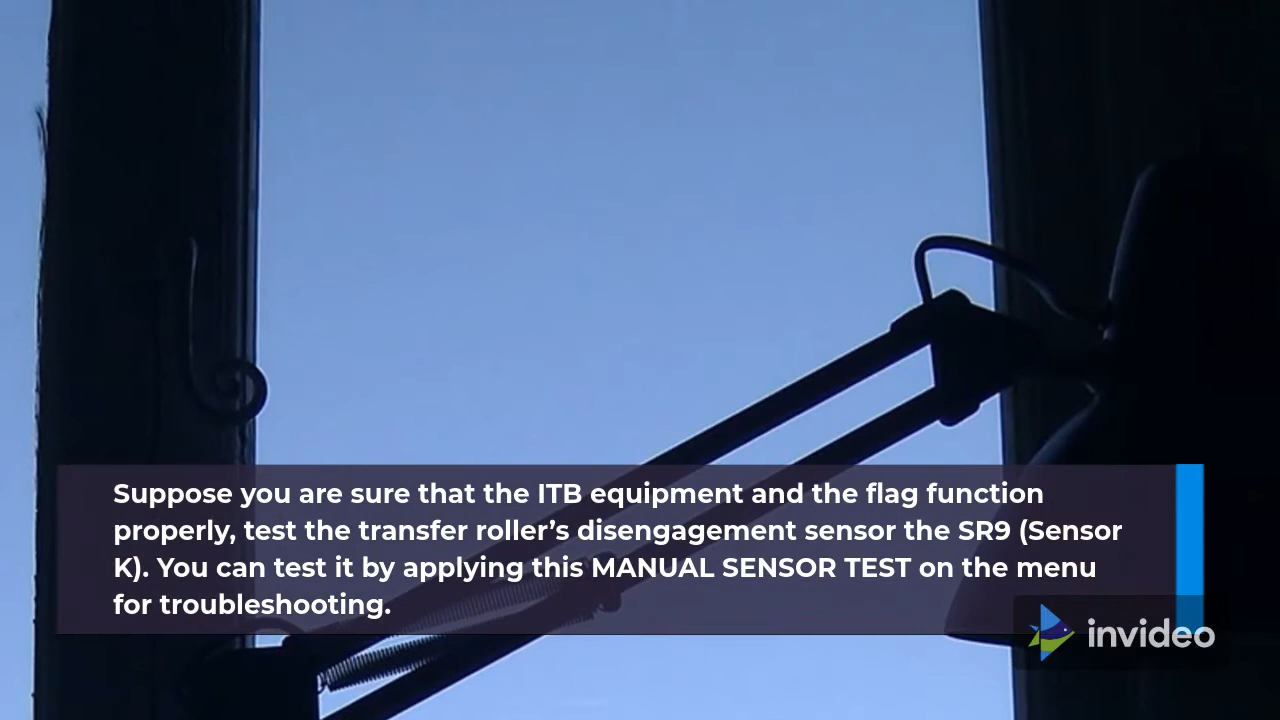 Suppose you are sure that the ITB equipment and the flag function
properly, test the transfer roller’s disengagement sensor the SR9 (Sensor
K). You can test it by applying this MANUAL SENSOR TEST on the menu
for troubleshooting.
invideo